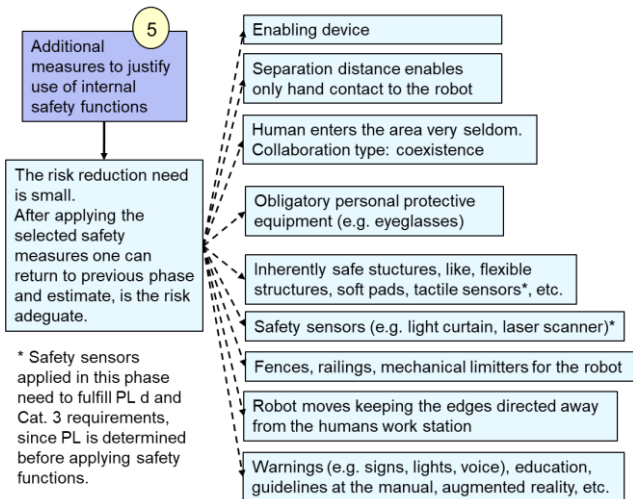 5
Additional
measures to justify
use of internal
safety functions
The risk reduction need
is small.
After applying the
selected safety
measures one can
return to previous phase
and estimate, is the risk
adeguate.
* Safety sensors
applied in this phase
need to fulfill PL d and
Cat. 3 requirements,
since PL is determined
before applying safety
functions.
Enabling device
Separation distance enables
only hand contact to the robot
Human enters the area very seldom.
Collaboration type: coexistence
Obligatory personal protective
equipment (e.g. eyeglasses)
Inherently safe stuctures, like, flexible
structures, soft pads, tactile sensors*, etc.
Safety sensors (e.g. light curtain, laser scanner)*
Fences, railings, mechanical limitters for the robot
Robot moves keeping the edges directed away
from the humans work station
Warnings (e.g. signs, lights, voice), education,
guidelines at the manual, augmented reality, etc.